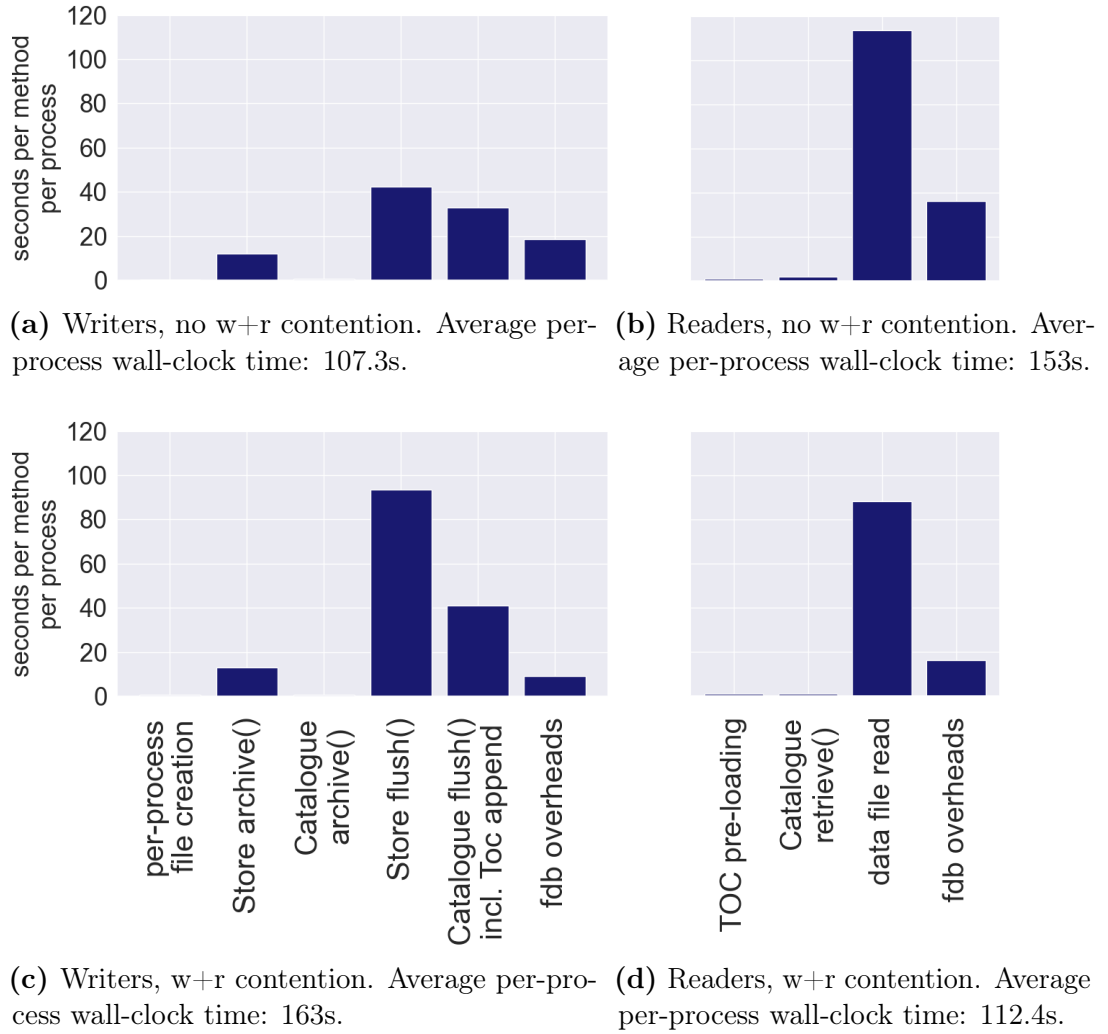 seconds per method
per process
120
100
80
60
40
20
0
(a) Writers, no w+r contention. Average per-
process wall-clock time: 107.3s.
(b) Readers, no w+r contention. Aver-
age per-process wall-clock time: 153s.
seconds per method
per process
120
100
80
60
40
20
0
per-process
file creation
Store archive()
Catalogue
archive()
Store flush()
Catalogue flush()
incl. Toc append
fdb overheads
TOC pre-loading
Catalogue
retrieve()
data file read
fdb overheads
(c) Writers, w+r contention. Average per-pro-
cess wall-clock time: 163s.
(d) Readers, w+r contention. Average
per-process wall-clock time: 112.4s.